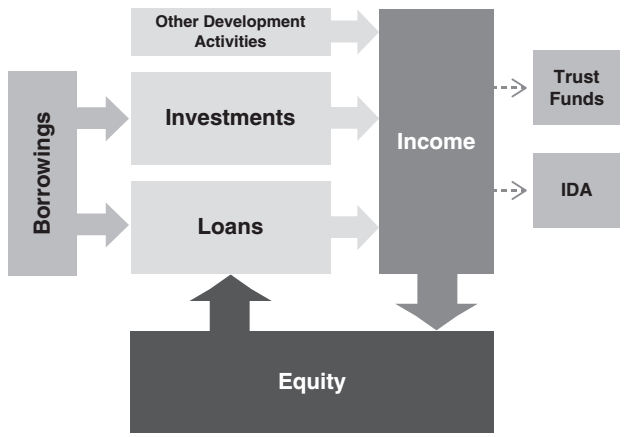 Other Development
Activities
Borrowings
Investments
Income
Trust
Funds
Loans
IDA
Equity